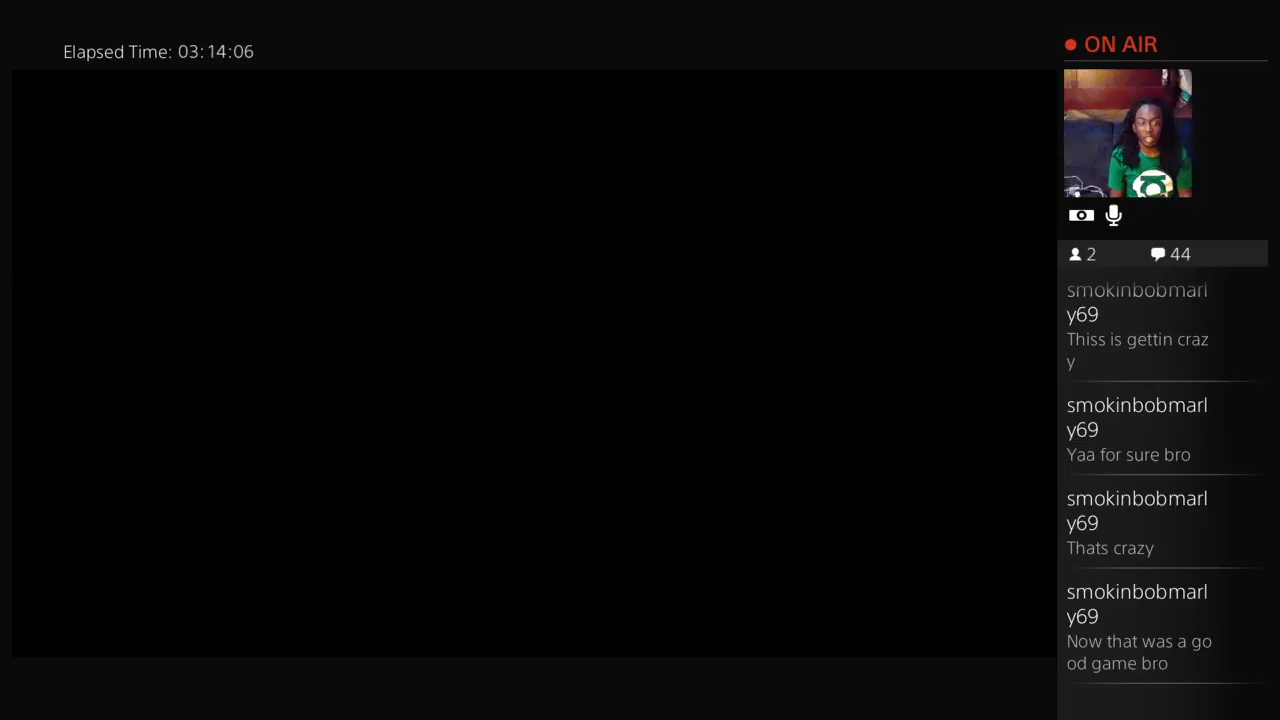 Elapsed Time: 03:14:06
ON AIR
2
44
smokinbobmarl
y69
Thiss is gettin craz
y
smokinbobmarl
y69
Yaa for sure bro
smokinbobmarl
y69
Thats crazy
smokinbobmarl
y69
Now that was a go
od game bro